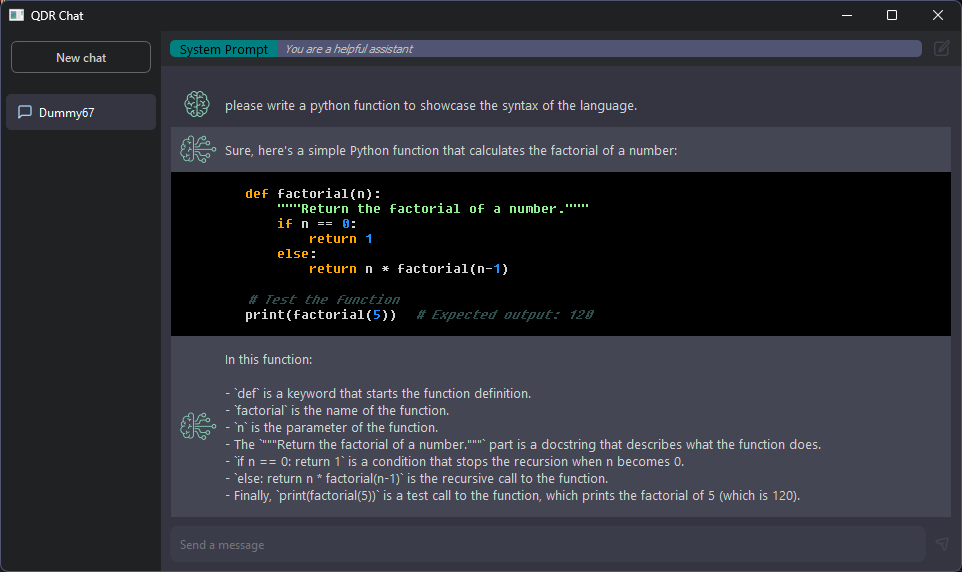 QDR Chat
New chat
System Prompt You are a helpful assistant
Dummy67
please write a python function to showcase the syntax of the language.
Sure, here's a simple Python function that calculates the factorial of a number:
def factorial(n):
    """Return the factorial of a number."""
    if n == 0:
        return 1
    else:
        return n * factorial(n-1)
# Test the function
print(factorial(5))  # Expected output: 120
In this function:
- `def` is a keyword that starts the function definition.
- `factorial` is the name of the function.
- `n` is the parameter of the function.
- The `"""Return the factorial of a number."""` part is a docstring that describes what the function does.
- `if n == 0: return 1` is a condition that stops the recursion when n becomes 0.
- `else: return n * factorial(n-1)` is the recursive call to the function.
- Finally, `print(factorial(5))` is a test call to the function, which prints the factorial of 5 (which is 120).
Send a message